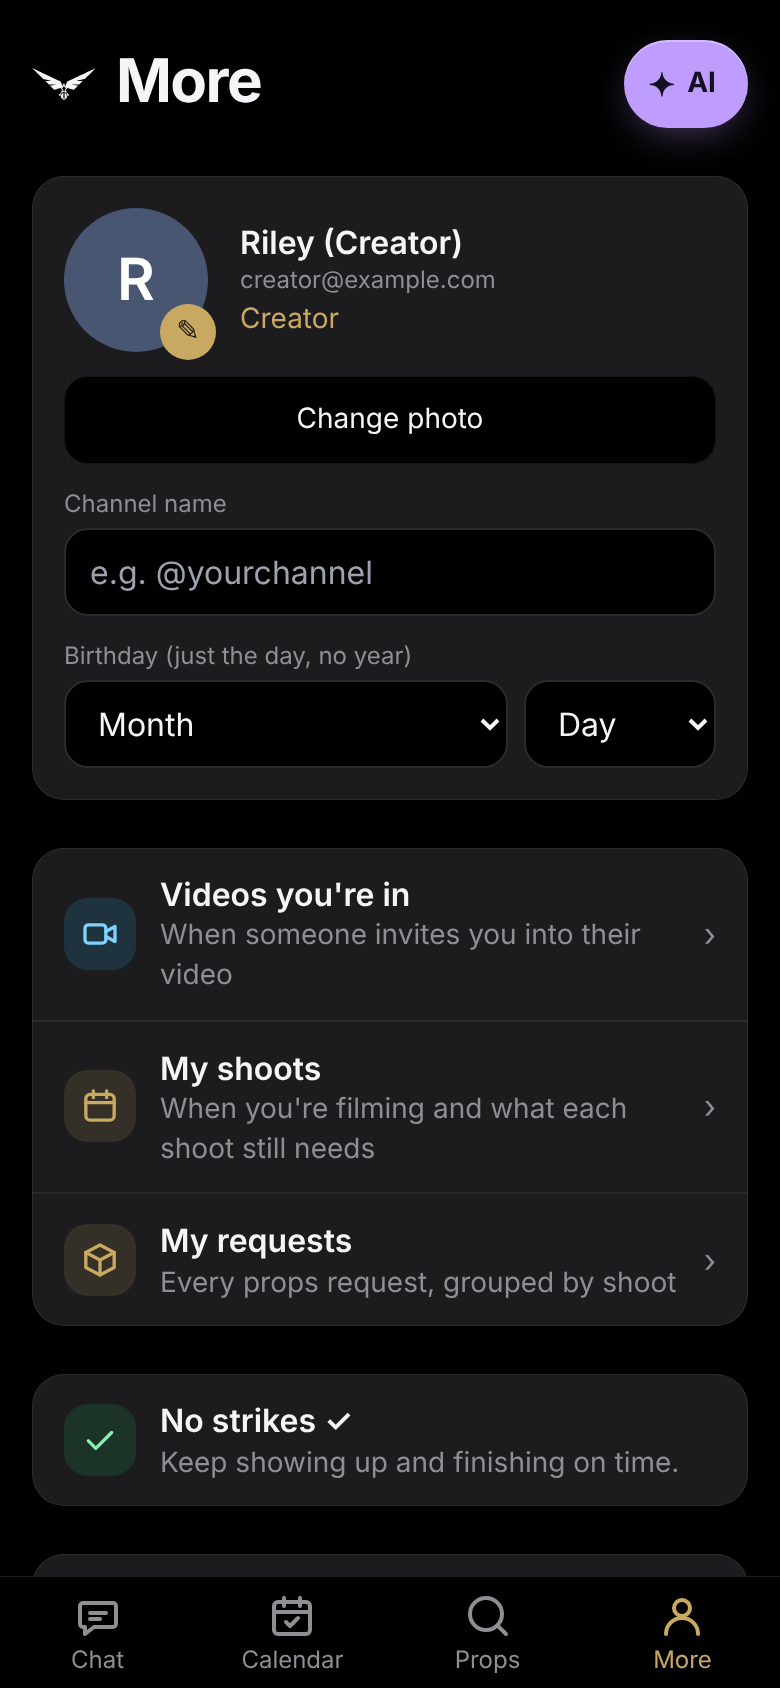 More
AI
R
Riley (Creator)
creator@example.com
Creator
Change photo
Channel name
e.g. @yourchannel
Birthday (just the day, no year)
Month
Day
Videos you're in
When someone invites you into their
video
My shoots
When you're filming and what each
shoot still needs
My requests
Every props request, grouped by shoot
No strikes ✓
Keep showing up and finishing on time.
Chat
Calendar
Props
More